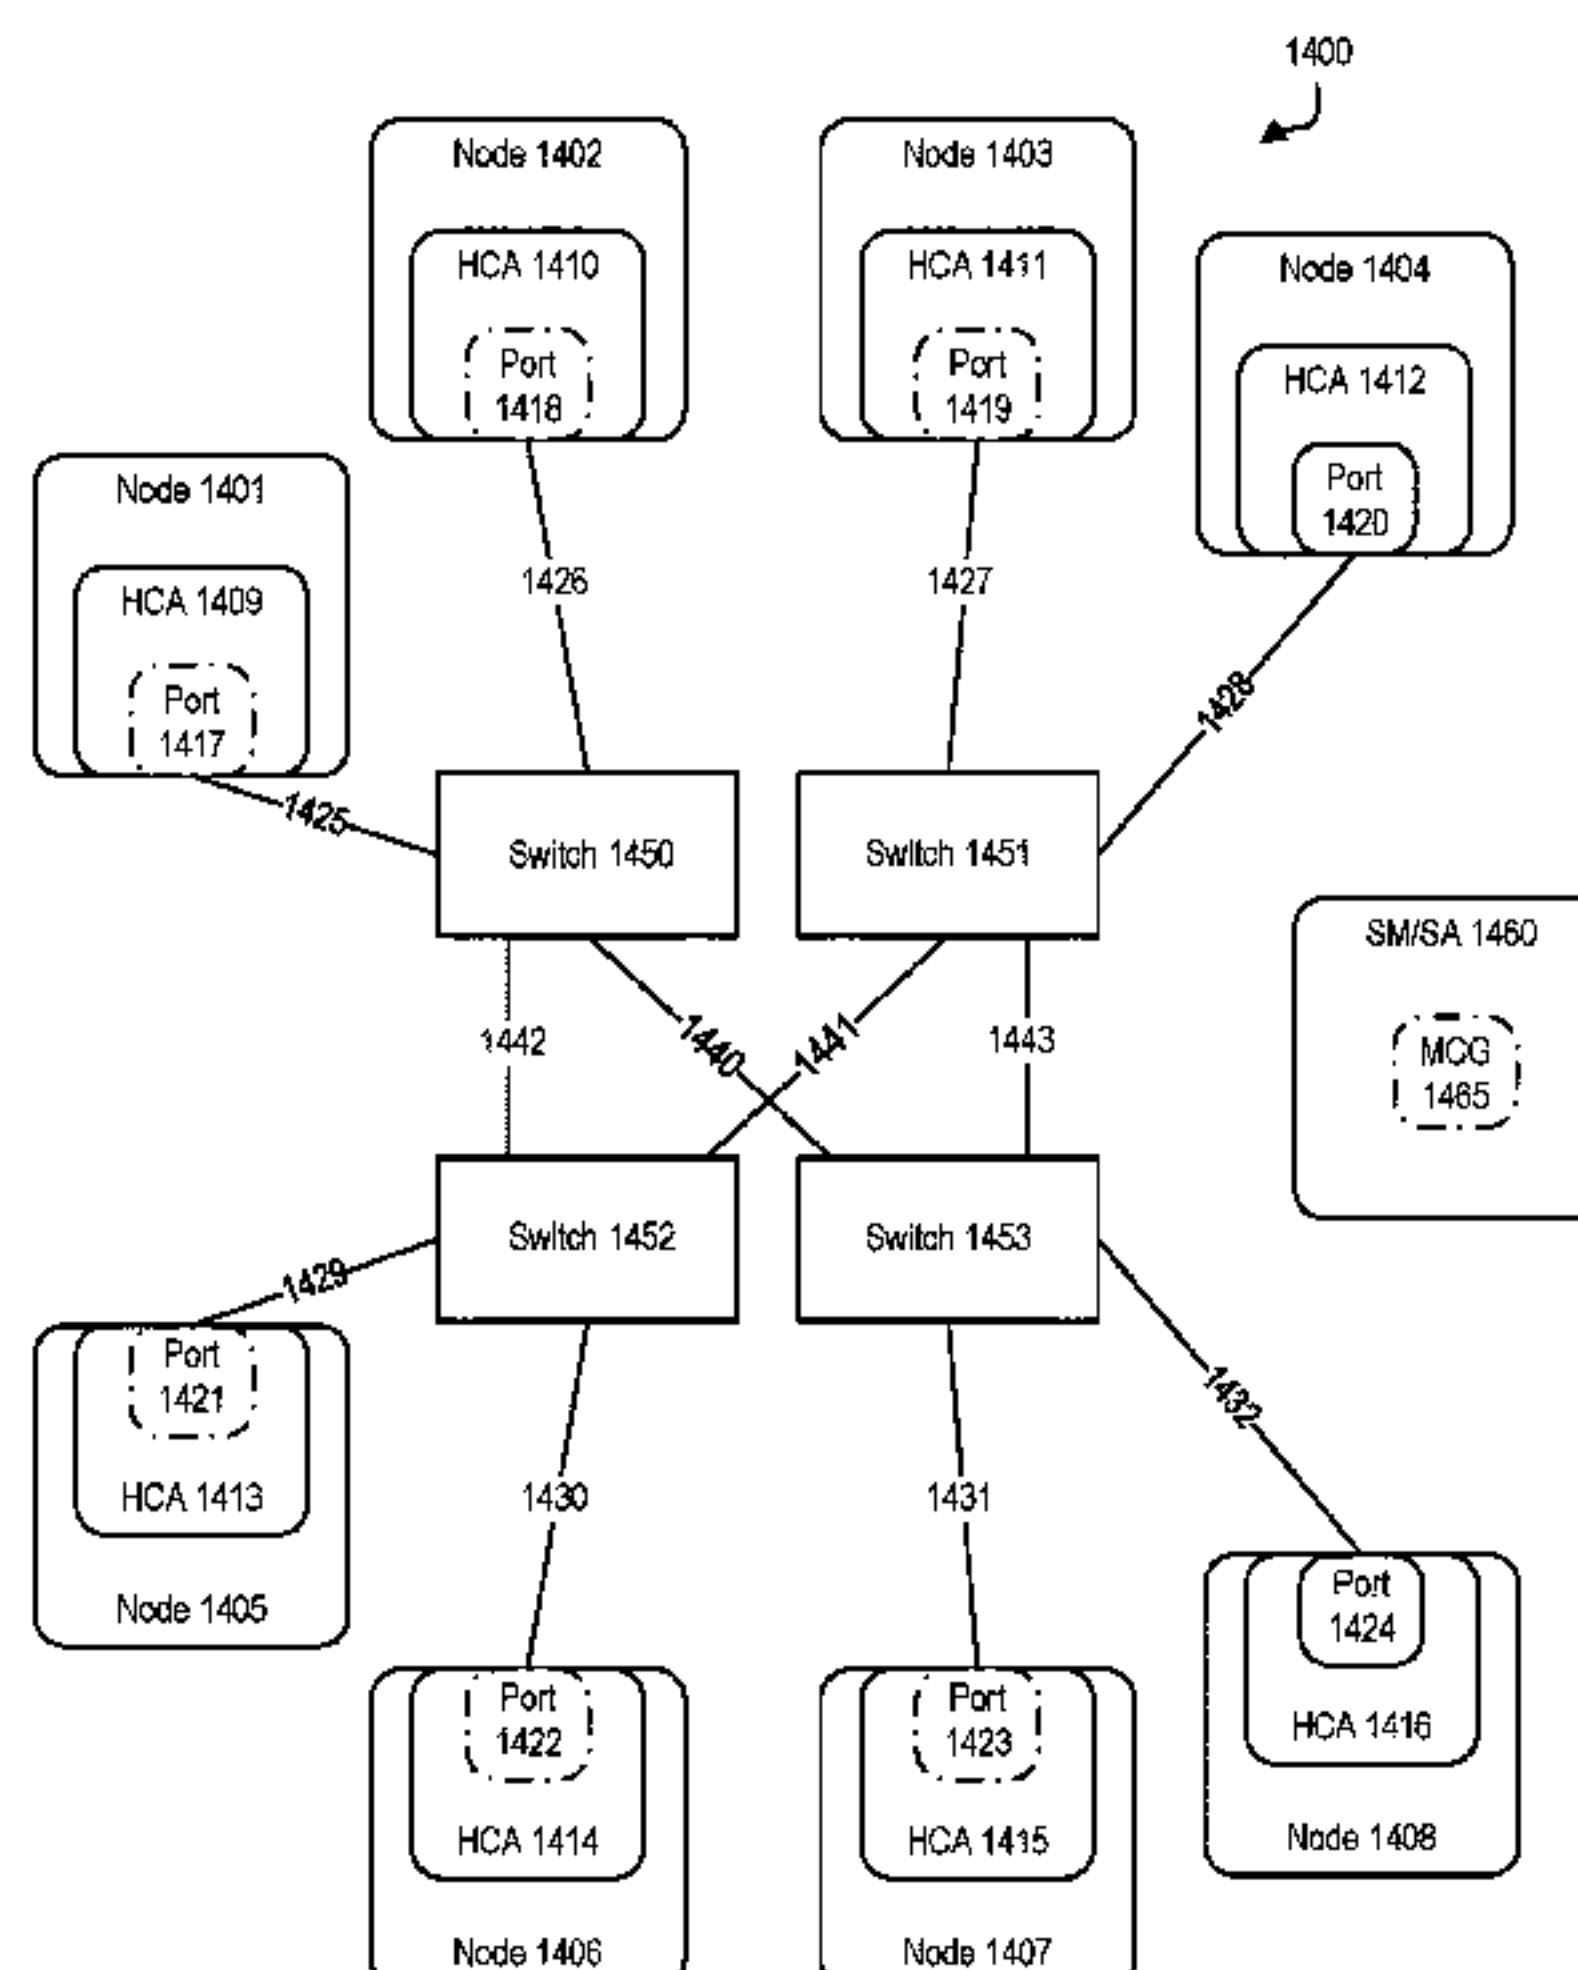 1400
Node 1402
Node 1403
HCA 1410
HCA 1411
Node 1404
Port
1418
Port
1419
HCA 1412
Port
1420
Node 1401
1426
1427
HCA 1409
Port
1417
1428
1425
Switch 1450
Switch 1451
SM/SA 1460
1442
1440
1441
1443
MCG
1465
Switch 1452
Switch 1453
1429
Port
1421
1432
HCA 1413
1430
1431
Port
1424
Node 1405
Port
1422
Port
1423
HCA 1416
HCA 1414
HCA 1415
Node 1408
Node 1406
Node 1407